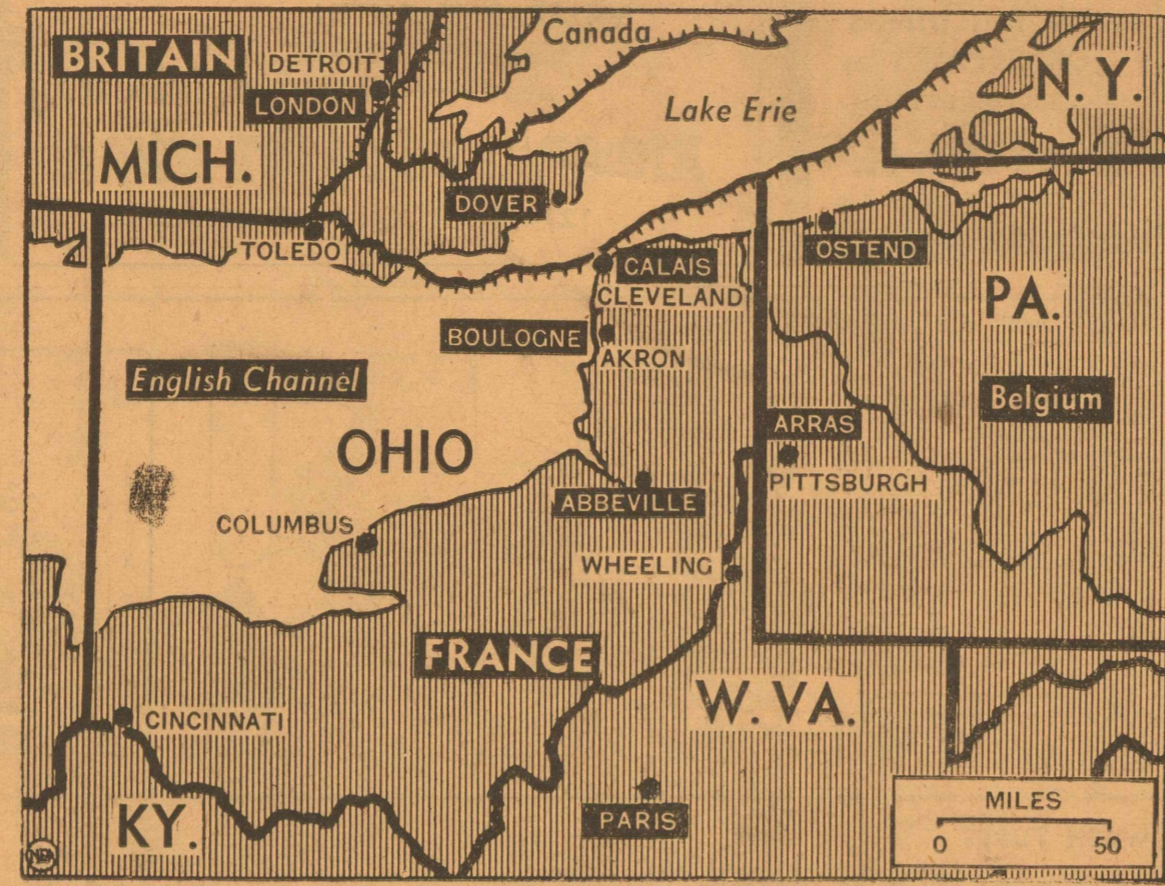 Canada
BRITAIN
DETROIT
N. Y.
LONDON
Lake Erie
MICH.
DOVER
TOLEDO
OSTEND
CALAIS
CLEVELAND
PA.
BOULOGNE
AKRON
English Channel
Belgium
ARRAS
OHIO
PITTSBURGH
ABBEVILLE
COLUMBUS
WHEELING
FRANCE
W. VA.
CINCINNATI
PARIS
KY.
MILES
0 50
NEA